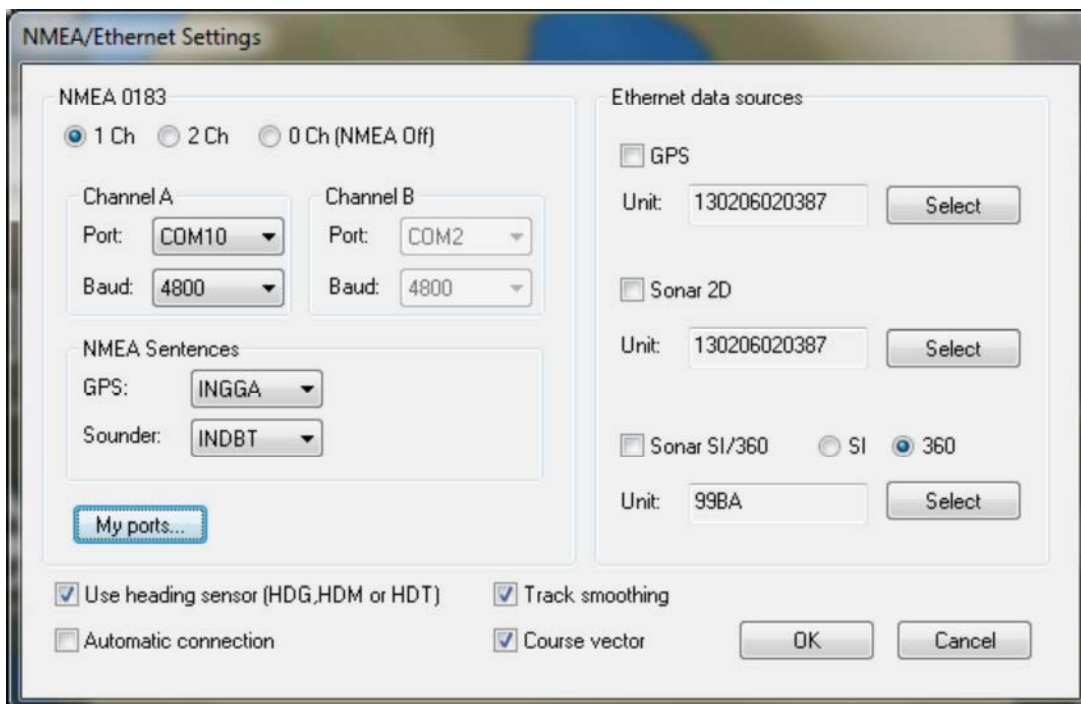 NMEA/Ethernet Settings
NMEA 0183
1 Ch 2 Ch 0 Ch (NMEA Off)
Channel A
Port: COM10
Baud: 4800
Channel B
Port: COM2
Baud: 4800
NMEA Sentences
GPS: INGGA
Sounder: INDBT
My ports...
Ethernet data sources
GPS
Unit: 130206020387 Select
Sonar 2D
Unit: 130206020387 Select
Sonar SI/360 SI 360
Unit: 99BA Select
Use heading sensor (HDG,HDM or HDT)
Track smoothing
Automatic connection
Course vector
OK Cancel